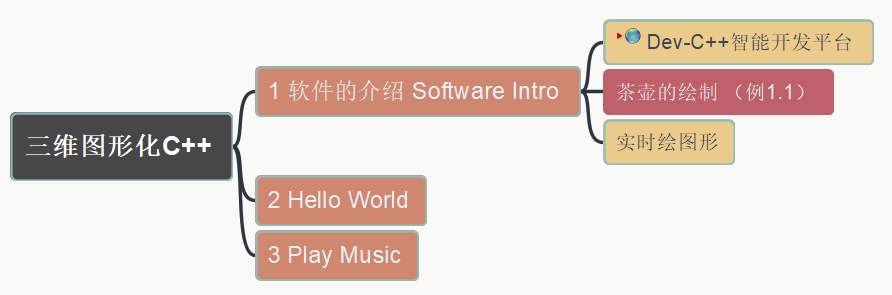 三维图形化C++
1 软件的介绍 Software Intro
Dev-C++智能开发平台
茶壶的绘制 （例1.1）
实时绘图形
2 Hello World
3 Play Music